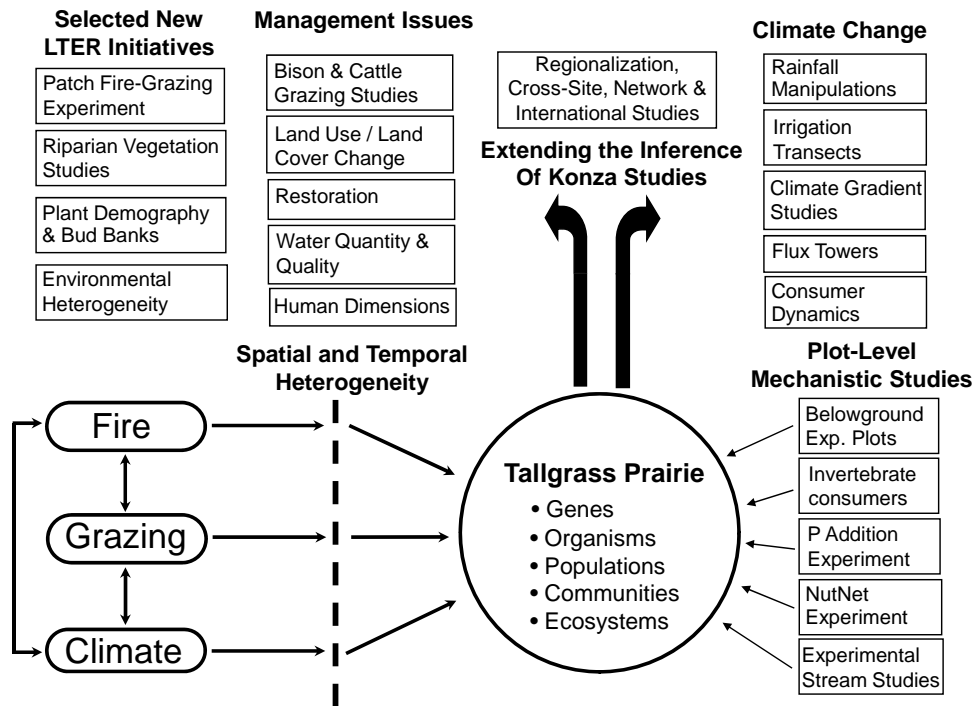 Selected New
LTER Initiatives
Patch Fire-Grazing
Experiment
Riparian Vegetation
Studies
Plant Demography
& Bud Banks
Environmental
Heterogeneity
Management Issues
Bison & Cattle
Grazing Studies
Land Use / Land
Cover Change
Restoration
Water Quantity &
Quality
Human Dimensions
Regionalization,
Cross-Site, Network &
International Studies
Extending the Inference
Of Konza Studies
Climate Change
Rainfall
Manipulations
Irrigation
Transects
Climate Gradient
Studies
Flux Towers
Consumer
Dynamics
Spatial and Temporal
Heterogeneity
Fire
Grazing
Climate
Tallgrass Prairie
• Genes
• Organisms
• Populations
• Communities
• Ecosystems
Plot-Level
Mechanistic Studies
Belowground
Exp. Plots
Invertebrate
consumers
P Addition
Experiment
NutNet
Experiment
Experimental
Stream Studies